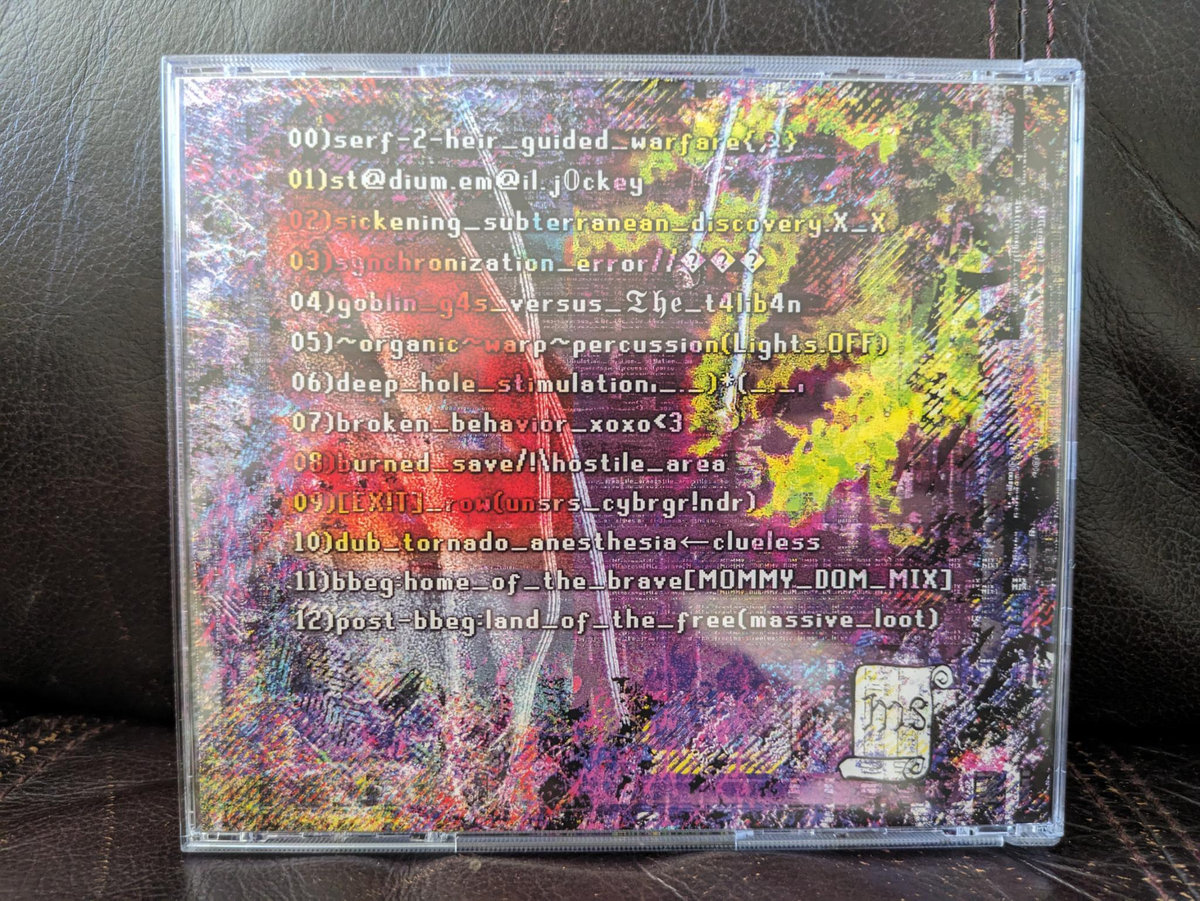 00)serf-2-heir_guided_warfare{,?}
01)st@dium.em@il.j0ckey
02)sickening_subterranean_discovery.X_X
03)synchronization_error//���
04)goblin_g4s_versus_𝔗𝔥𝔢_t4lib4n
05)~organic~warp~percussion(Lights.OFF)
06)deep_hole_stimulation._._)*(_._.
07)broken_behavior_xoxo<3
08)burned_save/!\hostile_area
09)[EX!T]_row(unsrs_cybrgr!ndr)
10)dub_tornado_anesthesia←clueless
11)bbeg:home_of_the_brave[MOMMY_DOM_MIX]
12)post-bbeg:land_of_the_free(massive_loot)
ms